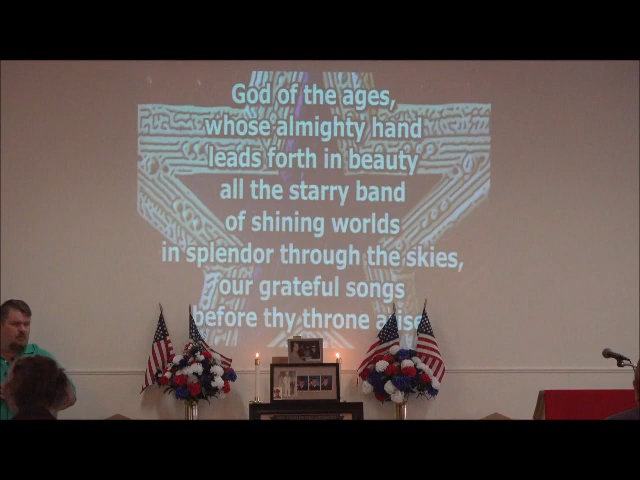 God of the ages,
whose almighty hand
leads forth in beauty
all the starry band
of shining worlds
in splendor through the skies,
our grateful songs
before thy throne arise